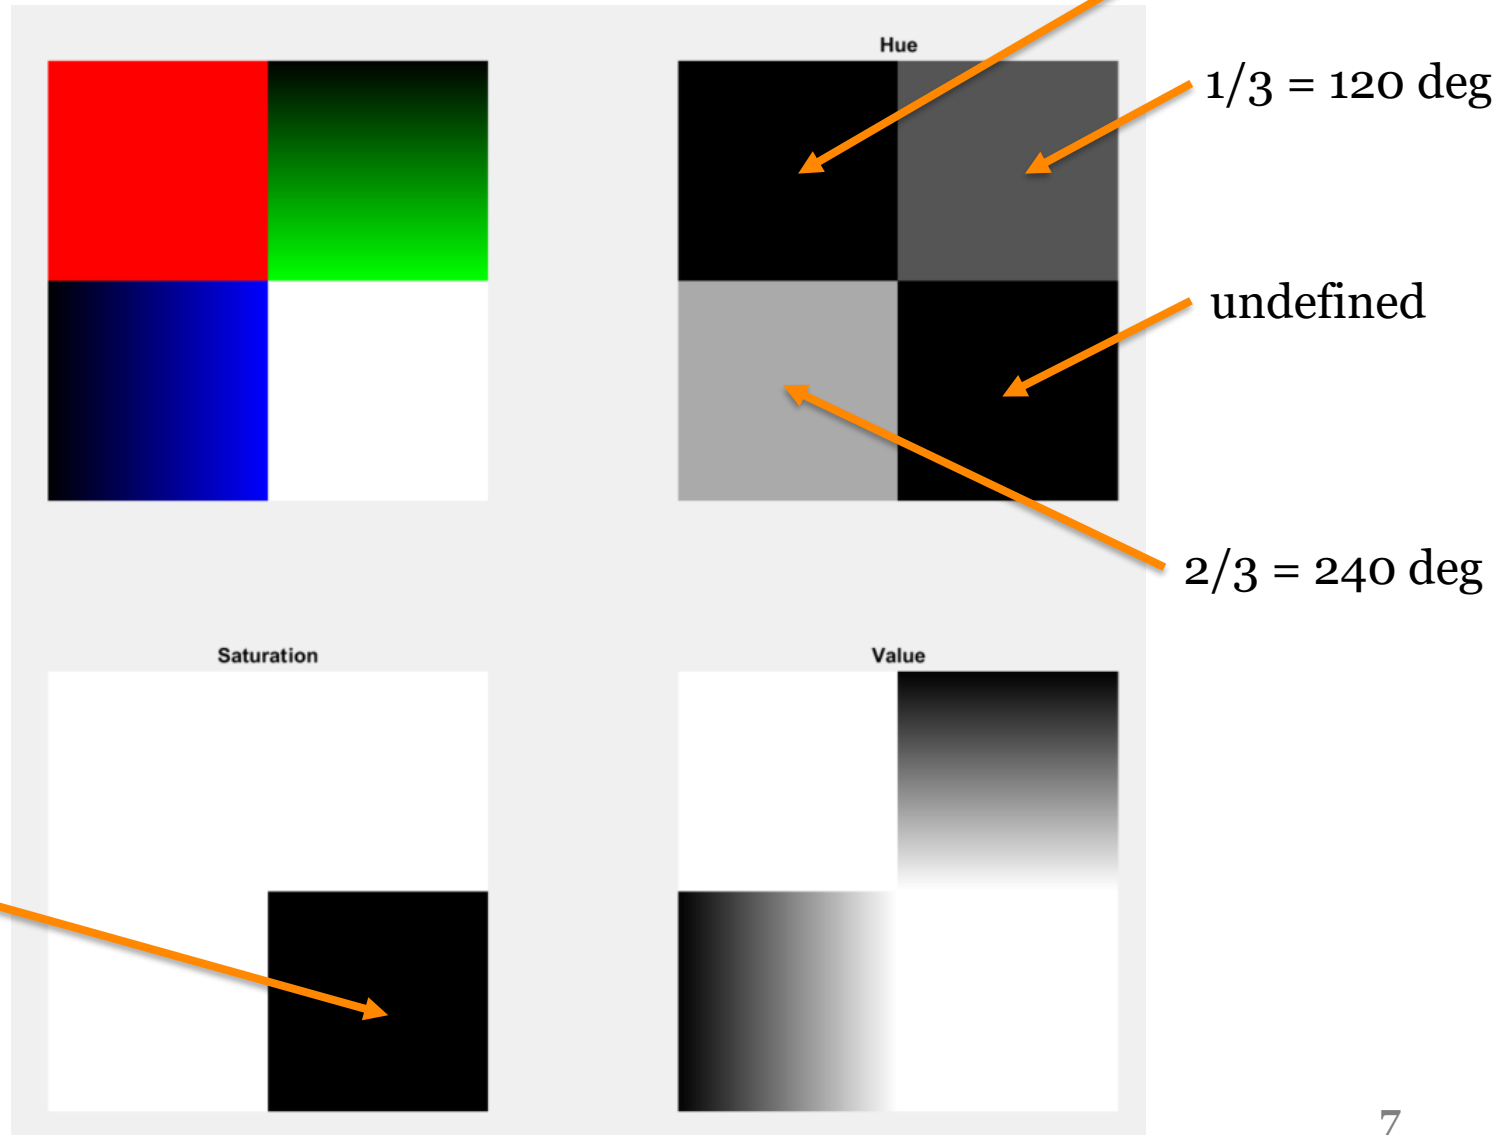 Hue
1/3 = 120 deg
undefined
2/3 = 240 deg
Saturation
Value
7